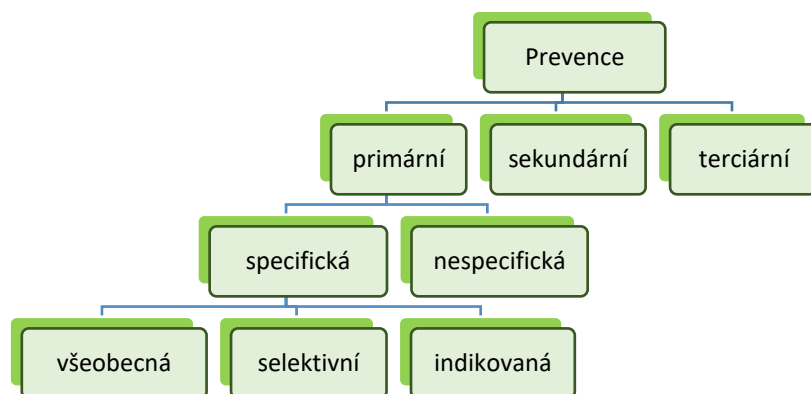 Prevence
primární
sekundární
terciární
specifická
nespecifická
všeobecná
selektivní
indikovaná